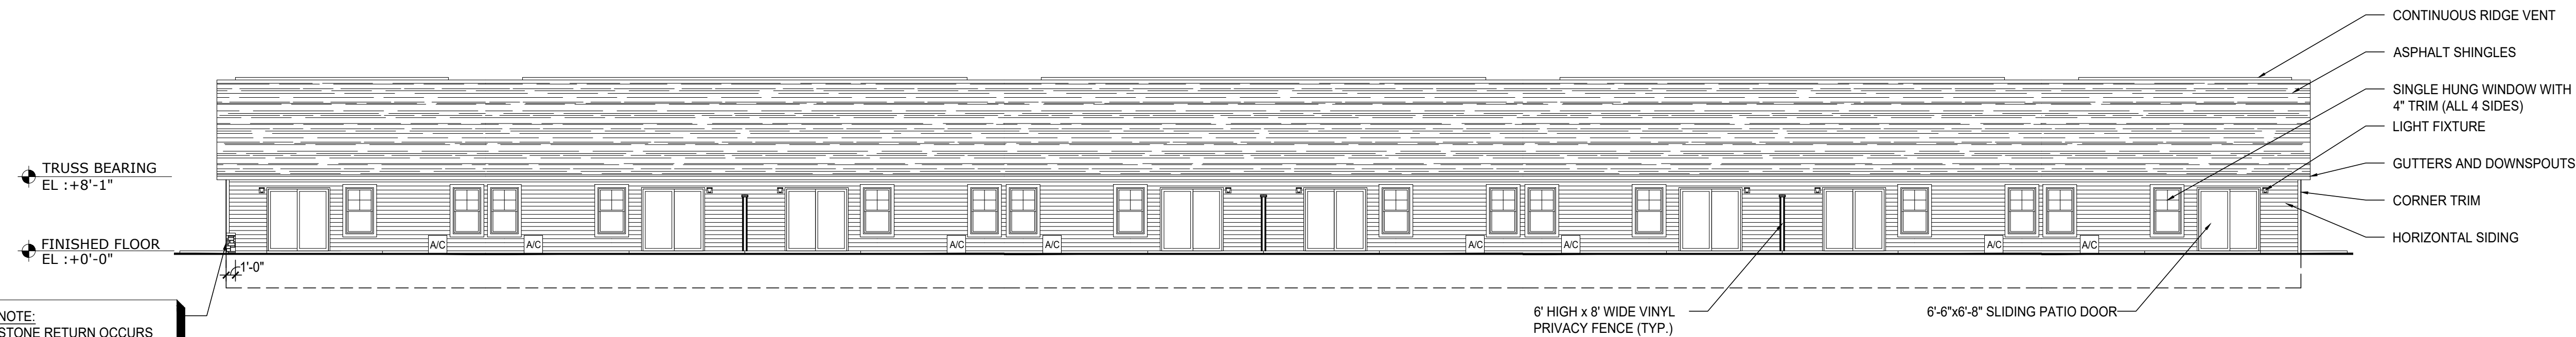 CONTINUOUS RIDGE VENT
ASPHALT SHINGLES
SINGLE HUNG WINDOW WITH
4" TRIM (ALL 4 SIDES)
LIGHT FIXTURE
GUTTERS AND DOWNSPOUTS
CORNER TRIM
HORIZONTAL SIDING
TRUSS BEARING
EL :+8'-1"
FINISHED FLOOR
EL :+0'-0"
A/C
A/C
A/C
A/C
A/C
A/C
A/C
A/C
1'-0"
NOTE:
STONE RETURN OCCURS
6' HIGH x 8' WIDE VINYL
PRIVACY FENCE (TYP.)
6'-6"x6'-8" SLIDING PATIO DOOR